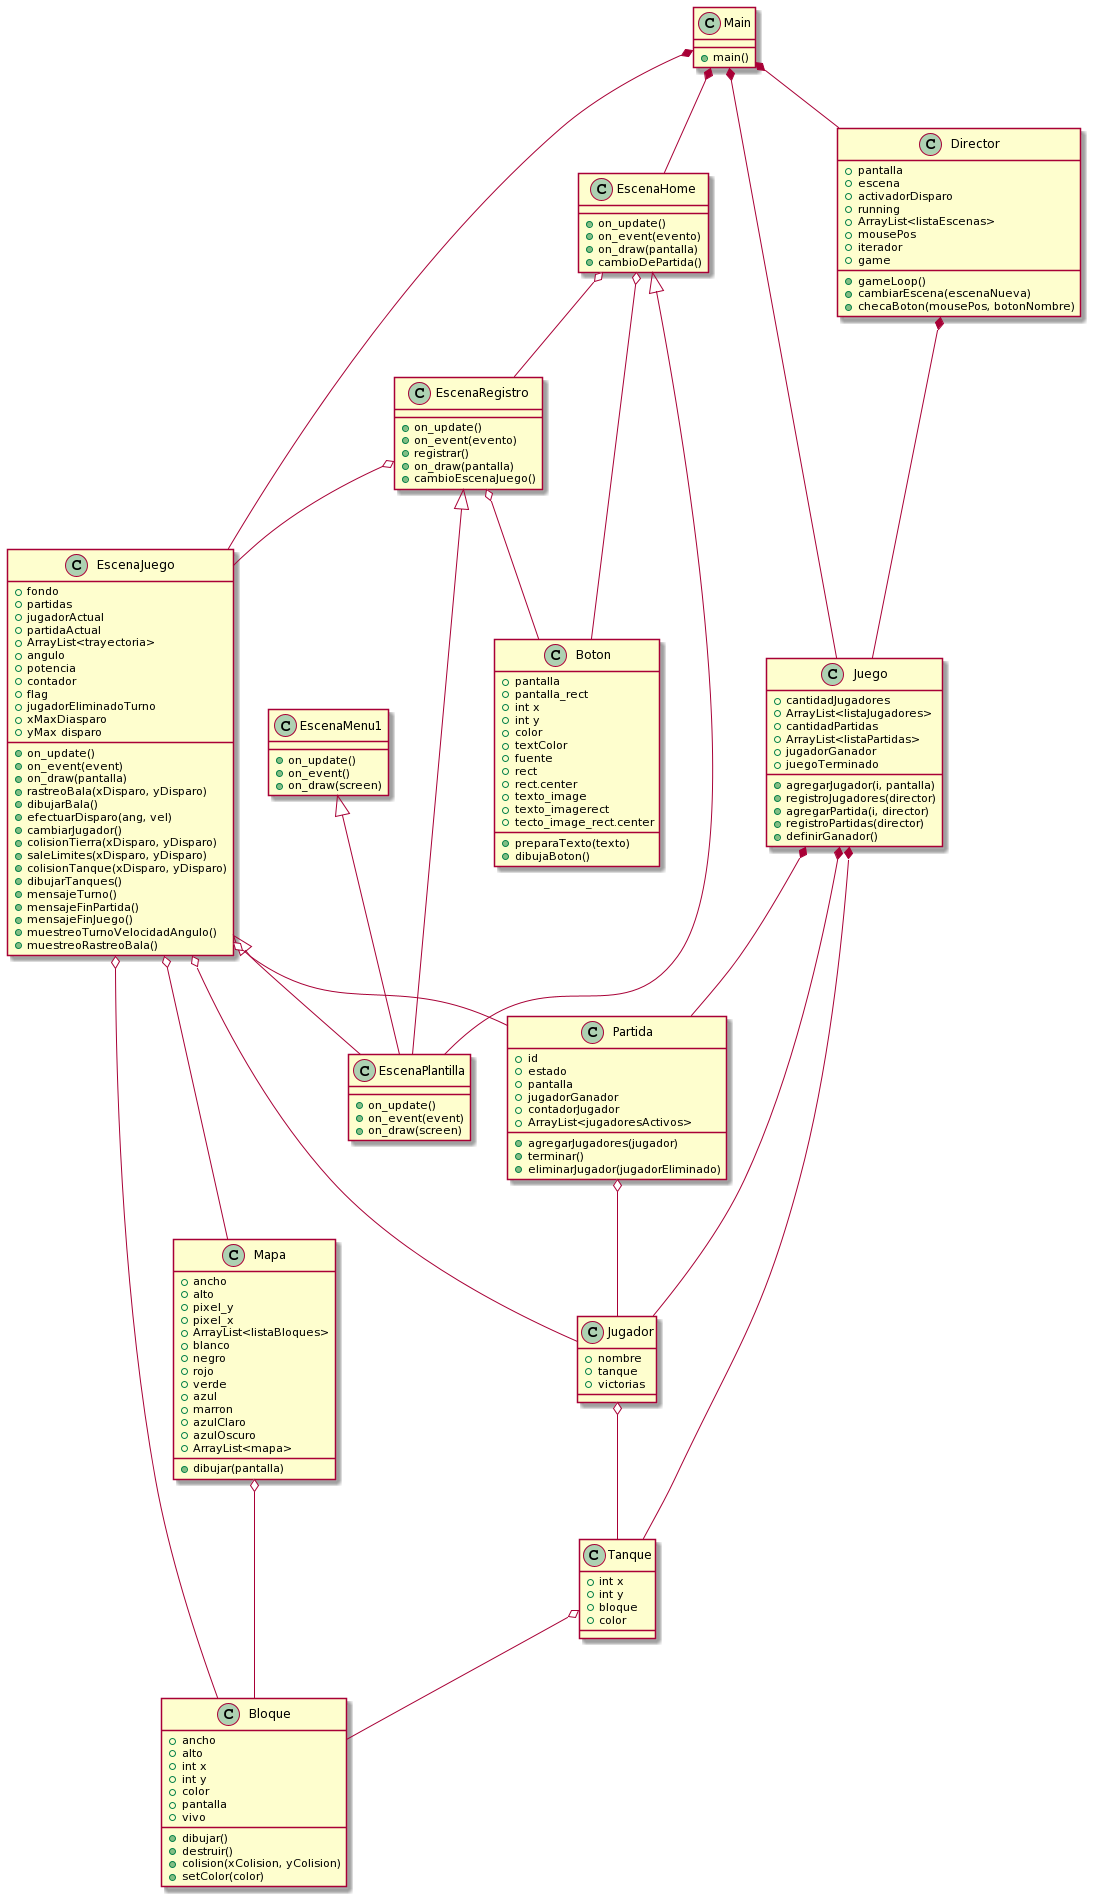 C Main
main()
C Director
pantalla
escena
activadorDisparo
running
ArrayList<listaEscenas>
mousePos
iterador
game
gameLoop()
cambiarEscena(escenaNueva)
checaBoton(mousePos, botonNombre)
C EscenaHome
on_update()
on_event(evento)
on_draw(pantalla)
cambioDePartida()
C EscenaRegistro
on_update()
on_event(evento)
registrar()
on_draw(pantalla)
cambioEscenaJuego()
C EscenaJuego
fondo
partidas
jugadorActual
partidaActual
ArrayList<trayectoria>
angulo
potencia
contador
flag
jugadorEliminadoTurno
xMaxDiasparo
yMax disparo
on_update()
on_event(event)
on_draw(pantalla)
rastreoBala(xDisparo, yDisparo)
dibujarBala()
efectuarDisparo(ang, vel)
cambiarJugador()
colisionTierra(xDisparo, yDisparo)
saleLimites(xDisparo, yDisparo)
colisionTanque(xDisparo, yDisparo)
dibujarTanques()
mensajeTurno()
mensajeFinPartida()
mensajeFinJuego()
muestreoTurnoVelocidadAngulo()
muestreoRastreoBala()
C EscenaMenu1
on_update()
on_event()
on_draw(screen)
C Boton
pantalla
pantalla_rect
int x
int y
color
textColor
fuente
rect
rect.center
texto_image
texto_imagerect
tecto_image_rect.center
preparaTexto(texto)
dibujaBoton()
C Juego
cantidadJugadores
ArrayList<listaJugadores>
cantidadPartidas
ArrayList<listaPartidas>
jugadorGanador
juegoTerminado
agregarJugador(i, pantalla)
registroJugadores(director)
agregarPartida(i, director)
registroPartidas(director)
definirGanador()
C EscenaPlantilla
on_update()
on_event(event)
on_draw(screen)
C Partida
id
estado
pantalla
jugadorGanador
contadorJugador
ArrayList<jugadoresActivos>
agregarJugadores(jugador)
terminar()
eliminarJugador(jugadorEliminado)
C Mapa
ancho
alto
pixel_y
pixel_x
ArrayList<listaBloques>
blanco
negro
rojo
verde
azul
marron
azulClaro
azulOscuro
ArrayList<mapa>
dibujar(pantalla)
C Jugador
nombre
tanque
victorias
C Tanque
int x
int y
bloque
color
C Bloque
ancho
alto
int x
int y
color
pantalla
vivo
dibujar()
destruir()
colision(xColision, yColision)
setColor(color)